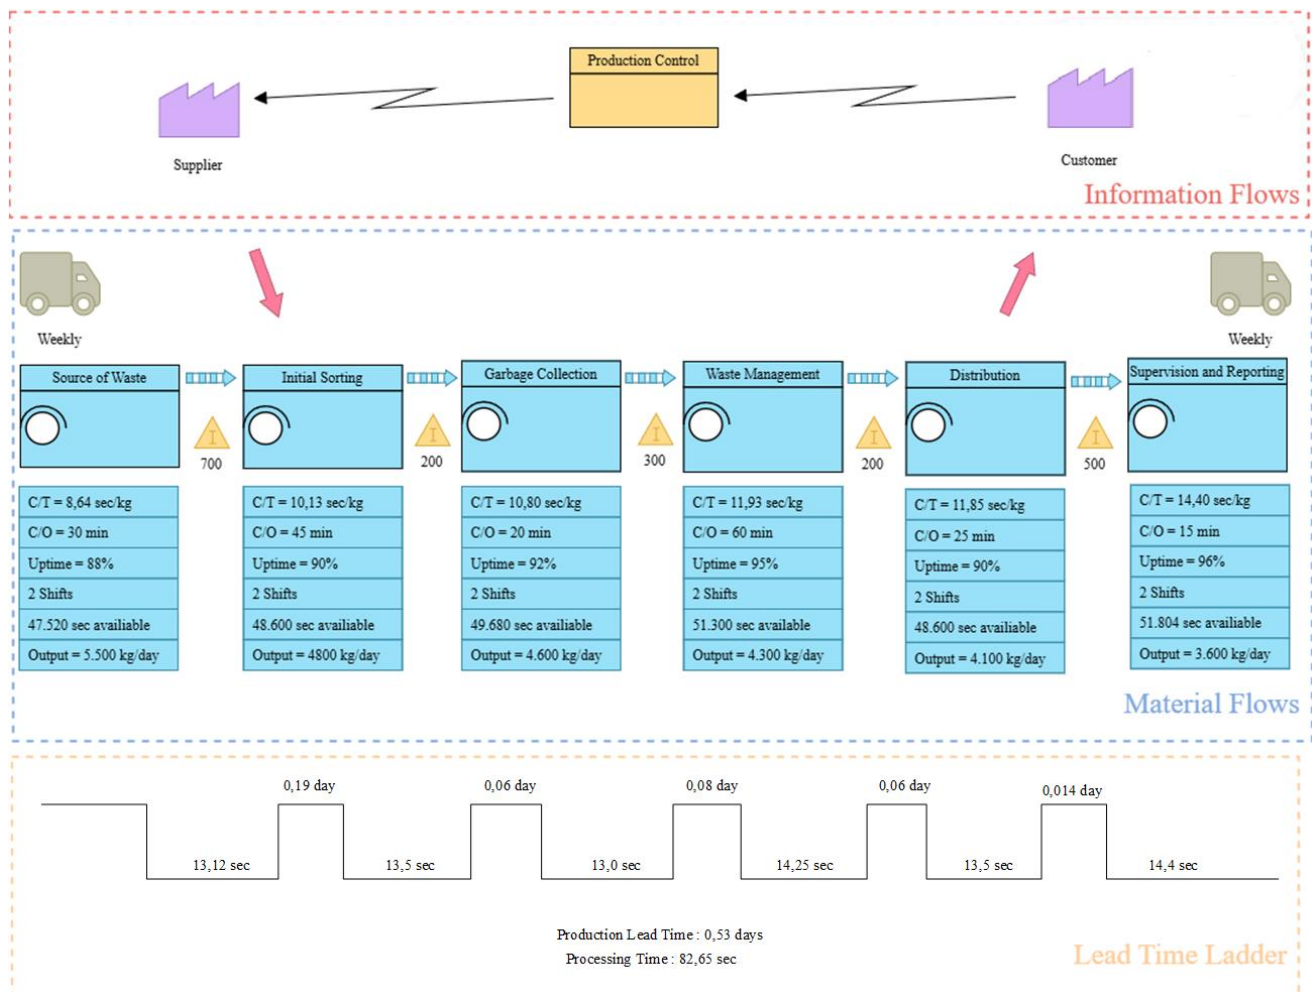 Production Control
Supplier
Customer
Information Flows
Weekly
Weekly
Source of Waste
Initial Sorting
Garbage Collection
Waste Management
Distribution
Supervision and Reporting
I
700
I
200
I
300
I
200
I
500
C/T = 8,64 sec/kg
C/O = 30 min
Uptime = 88%
2 Shifts
47.520 sec availiable
Output = 5.500 kg/day
C/T = 10,13 sec/kg
C/O = 45 min
Uptime = 90%
2 Shifts
48.600 sec availiable
Output = 4800 kg/day
C/T = 10,80 sec/kg
C/O = 20 min
Uptime = 92%
2 Shifts
49.680 sec availiable
Output = 4.600 kg/day
C/T = 11,93 sec/kg
C/O = 60 min
Uptime = 95%
2 Shifts
51.300 sec availiable
Output = 4.300 kg/day
C/T = 11,85 sec/kg
C/O = 25 min
Uptime = 90%
2 Shifts
48.600 sec availiable
Output = 4.100 kg/day
C/T = 14,40 sec/kg
C/O = 15 min
Uptime = 96%
2 Shifts
51.804 sec availiable
Output = 3.600 kg/day
Material Flows
0,19 day
0,06 day
0,08 day
0,06 day
0,014 day
13,12 sec
13,5 sec
13,0 sec
14,25 sec
13,5 sec
14,4 sec
Production Lead Time : 0,53 days
Processing Time : 82,65 sec
Lead Time Ladder